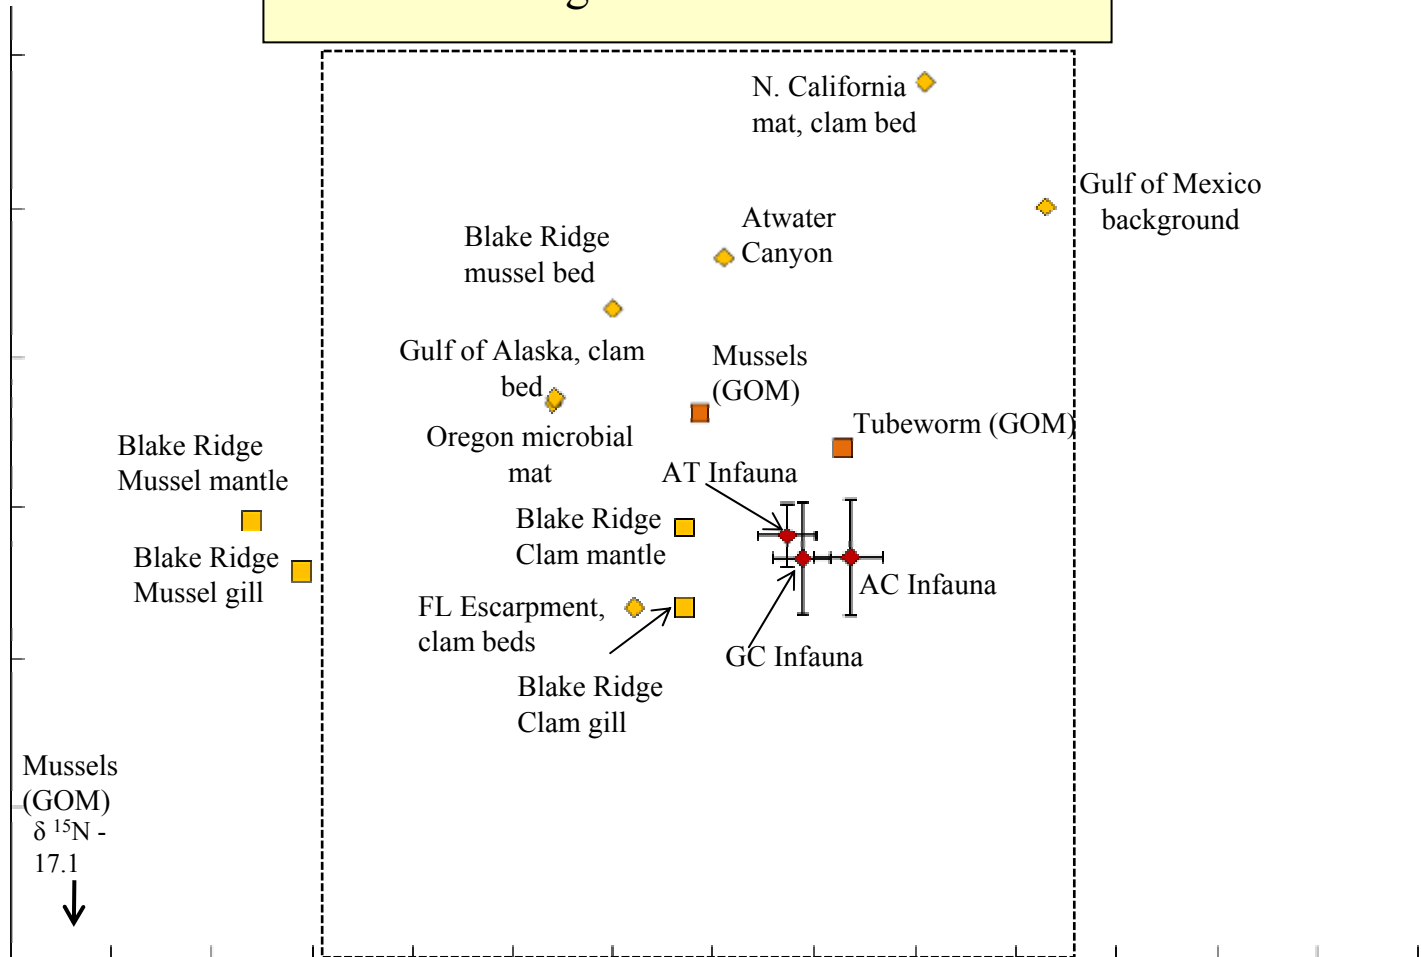 N. California
mat, clam bed
Gulf of Mexico
background
Atwater
Canyon
Blake Ridge
mussel bed
Gulf of Alaska, clam
bed
Mussels
(GOM)
Tubeworm (GOM)
Oregon microbial
mat
Blake Ridge
Mussel mantle
AT Infauna
Blake Ridge
Clam mantle
Blake Ridge
Mussel gill
AC Infauna
FL Escarpment,
clam beds
GC Infauna
Blake Ridge
Clam gill
Mussels
(GOM)
δ ¹⁵N -
17.1